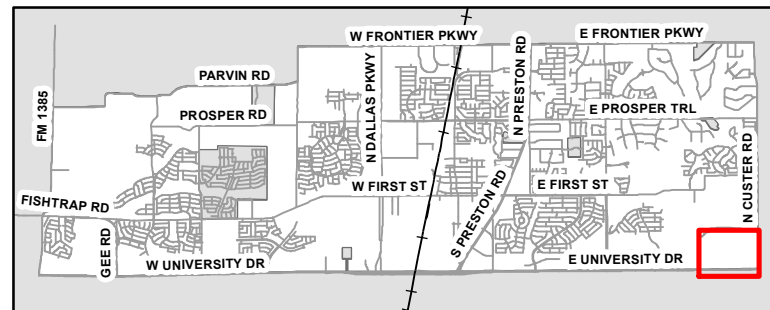 W FRONTIER PKWY
E FRONTIER PKWY
PARVIN RD
N DALLAS PKWY
N PRESTON RD
FM 1385
PROSPER RD
E PROSPER TRL
N CUSTER RD
W FIRST ST
E FIRST ST
FISHTRAP RD
S PRESTON RD
GEE RD
W UNIVERSITY DR
E UNIVERSITY DR